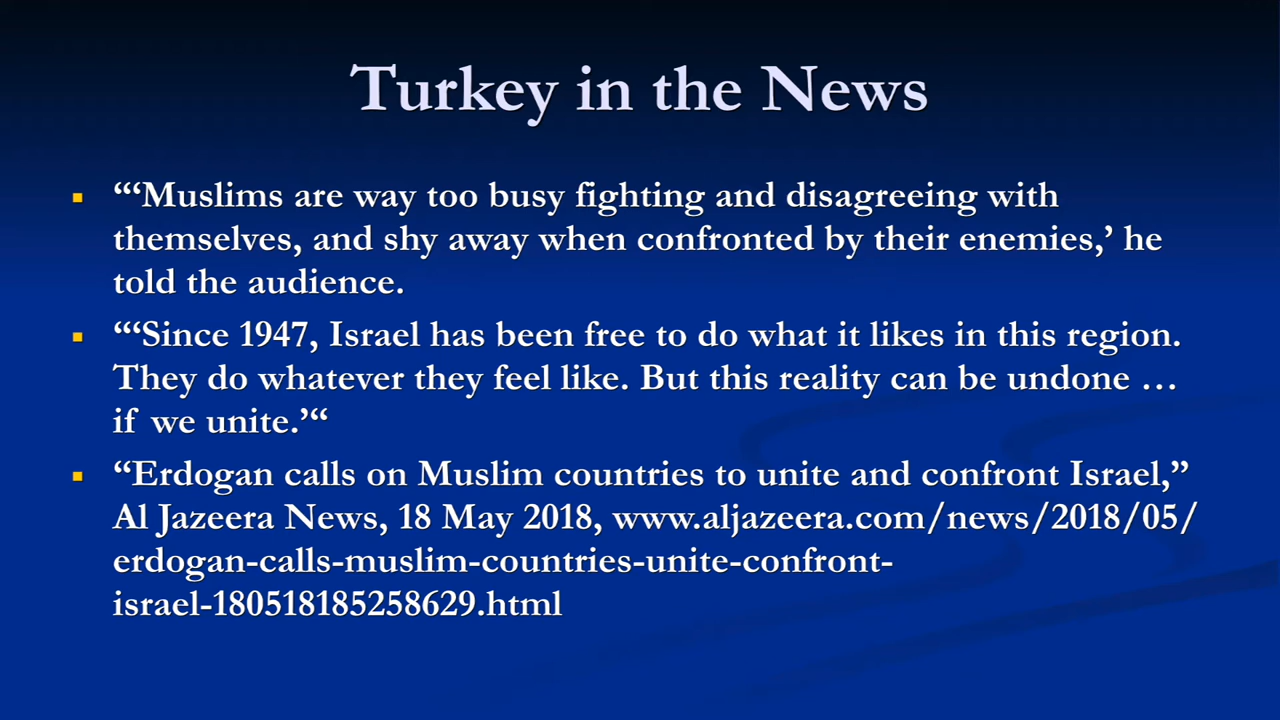 Turkey in the News
▪ “‘Muslims are way too busy fighting and disagreeing with
themselves, and shy away when confronted by their enemies,’ he
told the audience.
▪ “‘Since 1947, Israel has been free to do what it likes in this region.
They do whatever they feel like. But this reality can be undone …
if we unite.’“
▪ “Erdogan calls on Muslim countries to unite and confront Israel,”
Al Jazeera News, 18 May 2018, www.aljazeera.com/news/2018/05/
erdogan-calls-muslim-countries-unite-confront-
israel-180518185258629.html